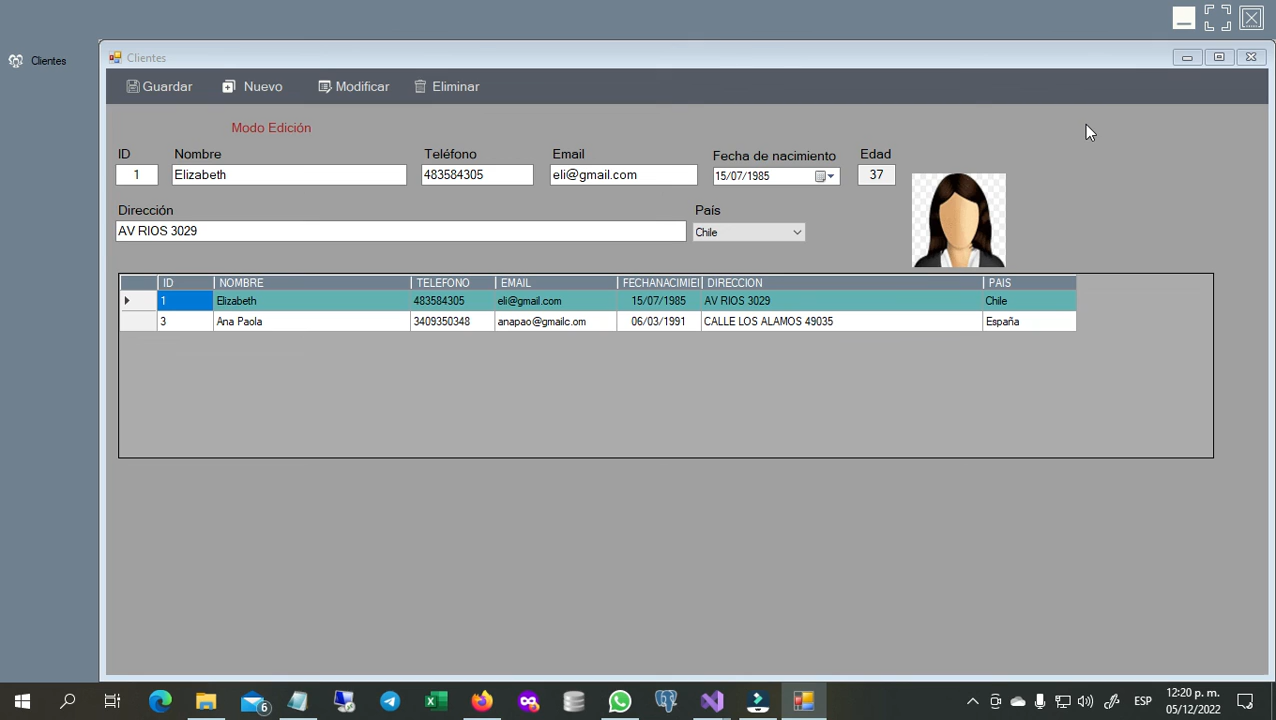 Clientes
Clientes
Guardar Nuevo Modificar Eliminar
Modo Edición
ID Nombre Teléfono Email Fecha de nacimiento Edad
1 Elizabeth 483584305 eli@gmail.com 15/07/1985 37
Dirección País
AV RIOS 3029 Chile
ID NOMBRE TELEFONO EMAIL FECHANACIMIEI DIRECCION PAIS
1 Elizabeth 483584305 eli@gmail.com 15/07/1985 AV RIOS 3029 Chile
3 Ana Paola 3409350348 anapao@gmailc.om 06/03/1991 CALLE LOS ALAMOS 49035 España
6
ESP 12:20 p. m.
05/12/2022